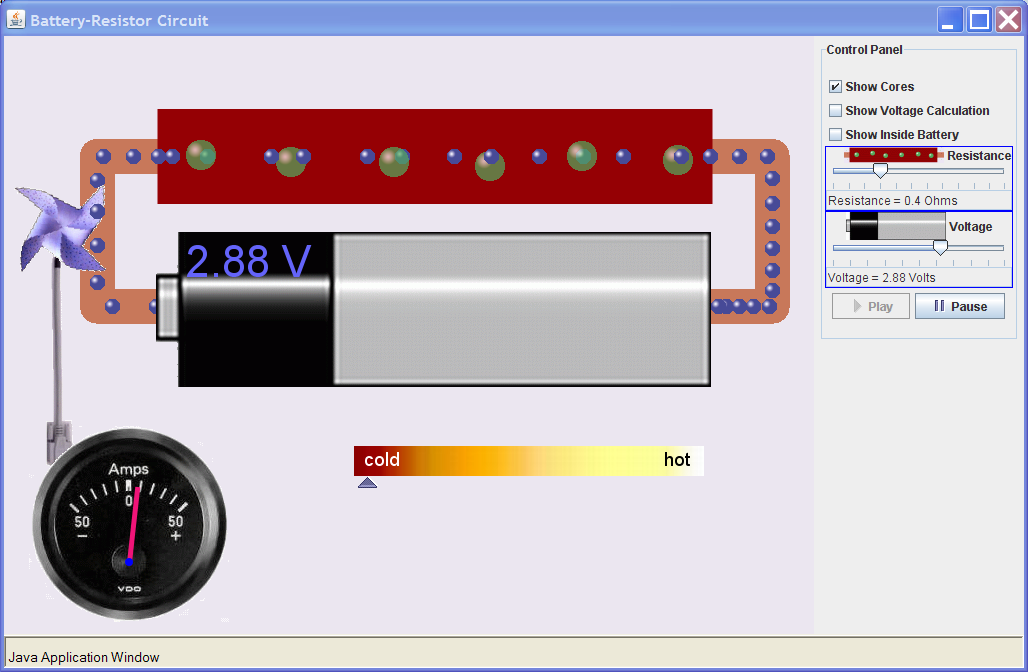 Battery-Resistor Circuit
Control Panel
Show Cores
Show Voltage Calculation
Show Inside Battery
Resistance
Resistance = 0.4 Ohms
Voltage
Voltage = 2.88 Volts
Play
Pause
2.88 V
cold
hot
Amps
0
50
50
–
+
VDO
Java Application Window